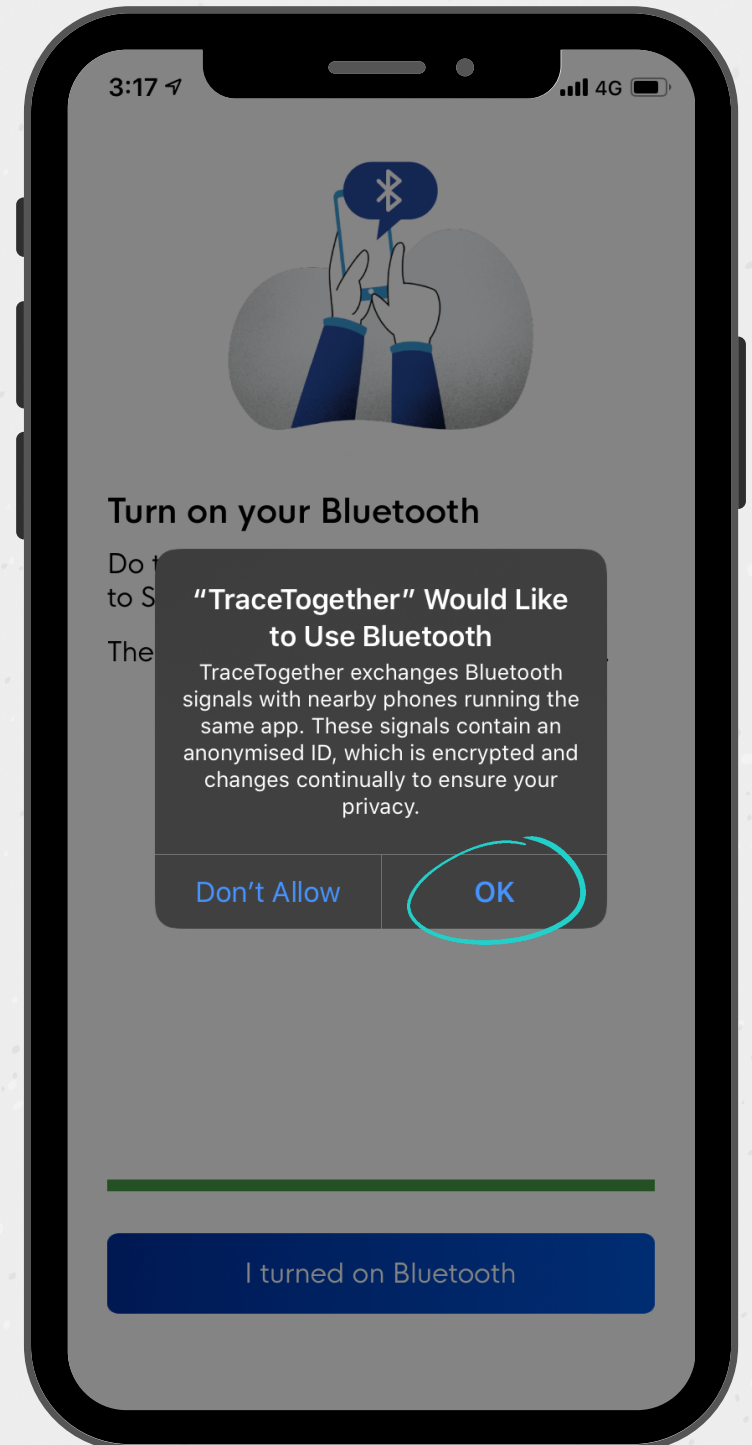 3:17
4G
Turn on your Bluetooth
Do
to S
The
“TraceTogether” Would Like
to Use Bluetooth
TraceTogether exchanges Bluetooth
signals with nearby phones running the
same app. These signals contain an
anonymised ID, which is encrypted and
changes continually to ensure your
privacy.
Don’t Allow
OK
I turned on Bluetooth